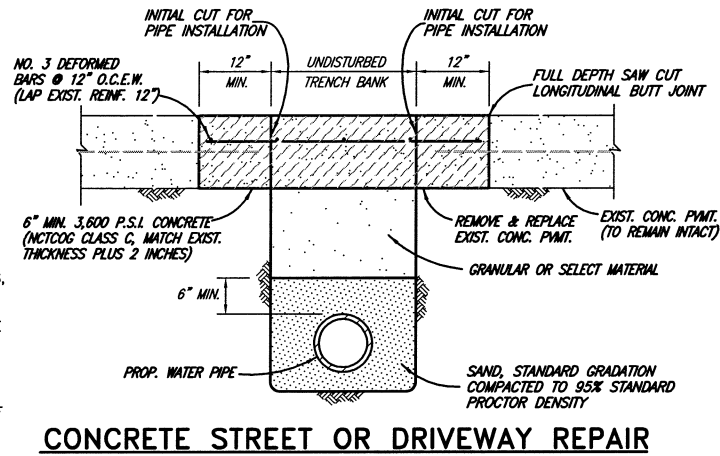 INITIAL CUT FOR
PIPE INSTALLATION
INITIAL CUT FOR
PIPE INSTALLATION
NO. 3 DEFORMED
BARS @ 12" O.C.E.W.
(LAP EXIST. REINF. 12")
12"
MIN.
UNDISTURBED
TRENCH BANK
12"
MIN.
FULL DEPTH SAW CUT
LONGITUDINAL BUTT JOINT
6" MIN. 3,600 P.S.I. CONCRETE
(NCTCOG CLASS C, MATCH EXIST.
THICKNESS PLUS 2 INCHES)
REMOVE & REPLACE
EXIST. CONC. PVMT.
EXIST. CONC. PVMT.
(TO REMAIN INTACT)
GRANULAR OR SELECT MATERIAL
6" MIN.
PROP. WATER PIPE
SAND, STANDARD GRADATION
COMPACTED TO 95% STANDARD
PROCTOR DENSITY
CONCRETE STREET OR DRIVEWAY REPAIR